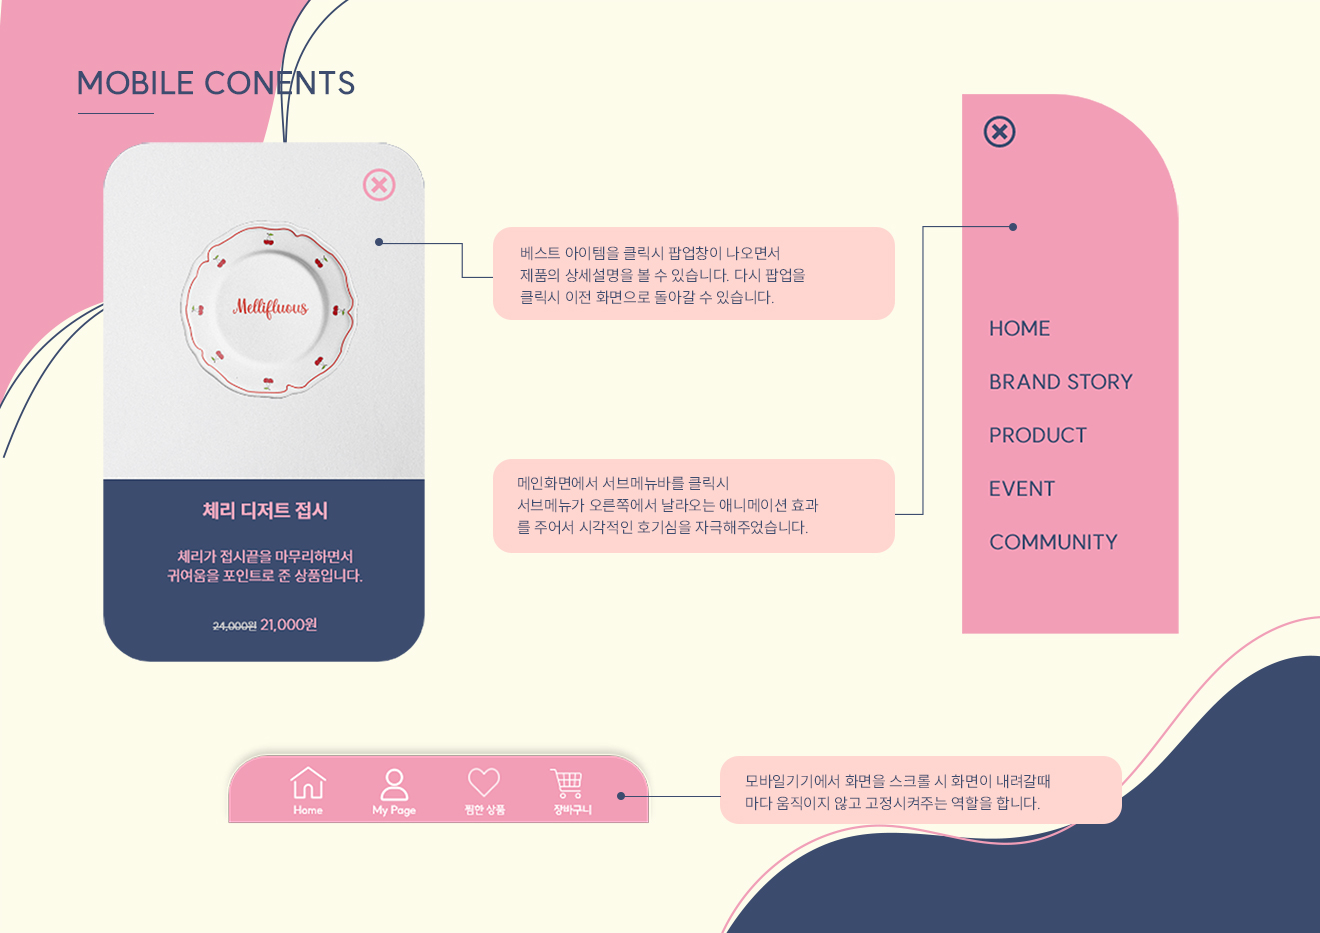 MOBILE CONENTS
Mellifluous
체리 디저트 접시
체리가 접시끝을 마무리하면서
귀여움을 포인트로 준 상품입니다.
24,000원 21,000원
베스트 아이템을 클릭시 팝업창이 나오면서
제품의 상세설명을 볼 수 있습니다. 다시 팝업을
클릭시 이전 화면으로 돌아갈 수 있습니다.
메인화면에서 서브메뉴바를 클릭시
서브메뉴가 오른쪽에서 날라오는 애니메이션 효과
를 주어서 시각적인 호기심을 자극해주었습니다.
HOME
BRAND STORY
PRODUCT
EVENT
COMMUNITY
Home
My Page
찜한 상품
장바구니
모바일기기에서 화면을 스크롤 시 화면이 내려갈때
마다 움직이지 않고 고정시켜주는 역할을 합니다.